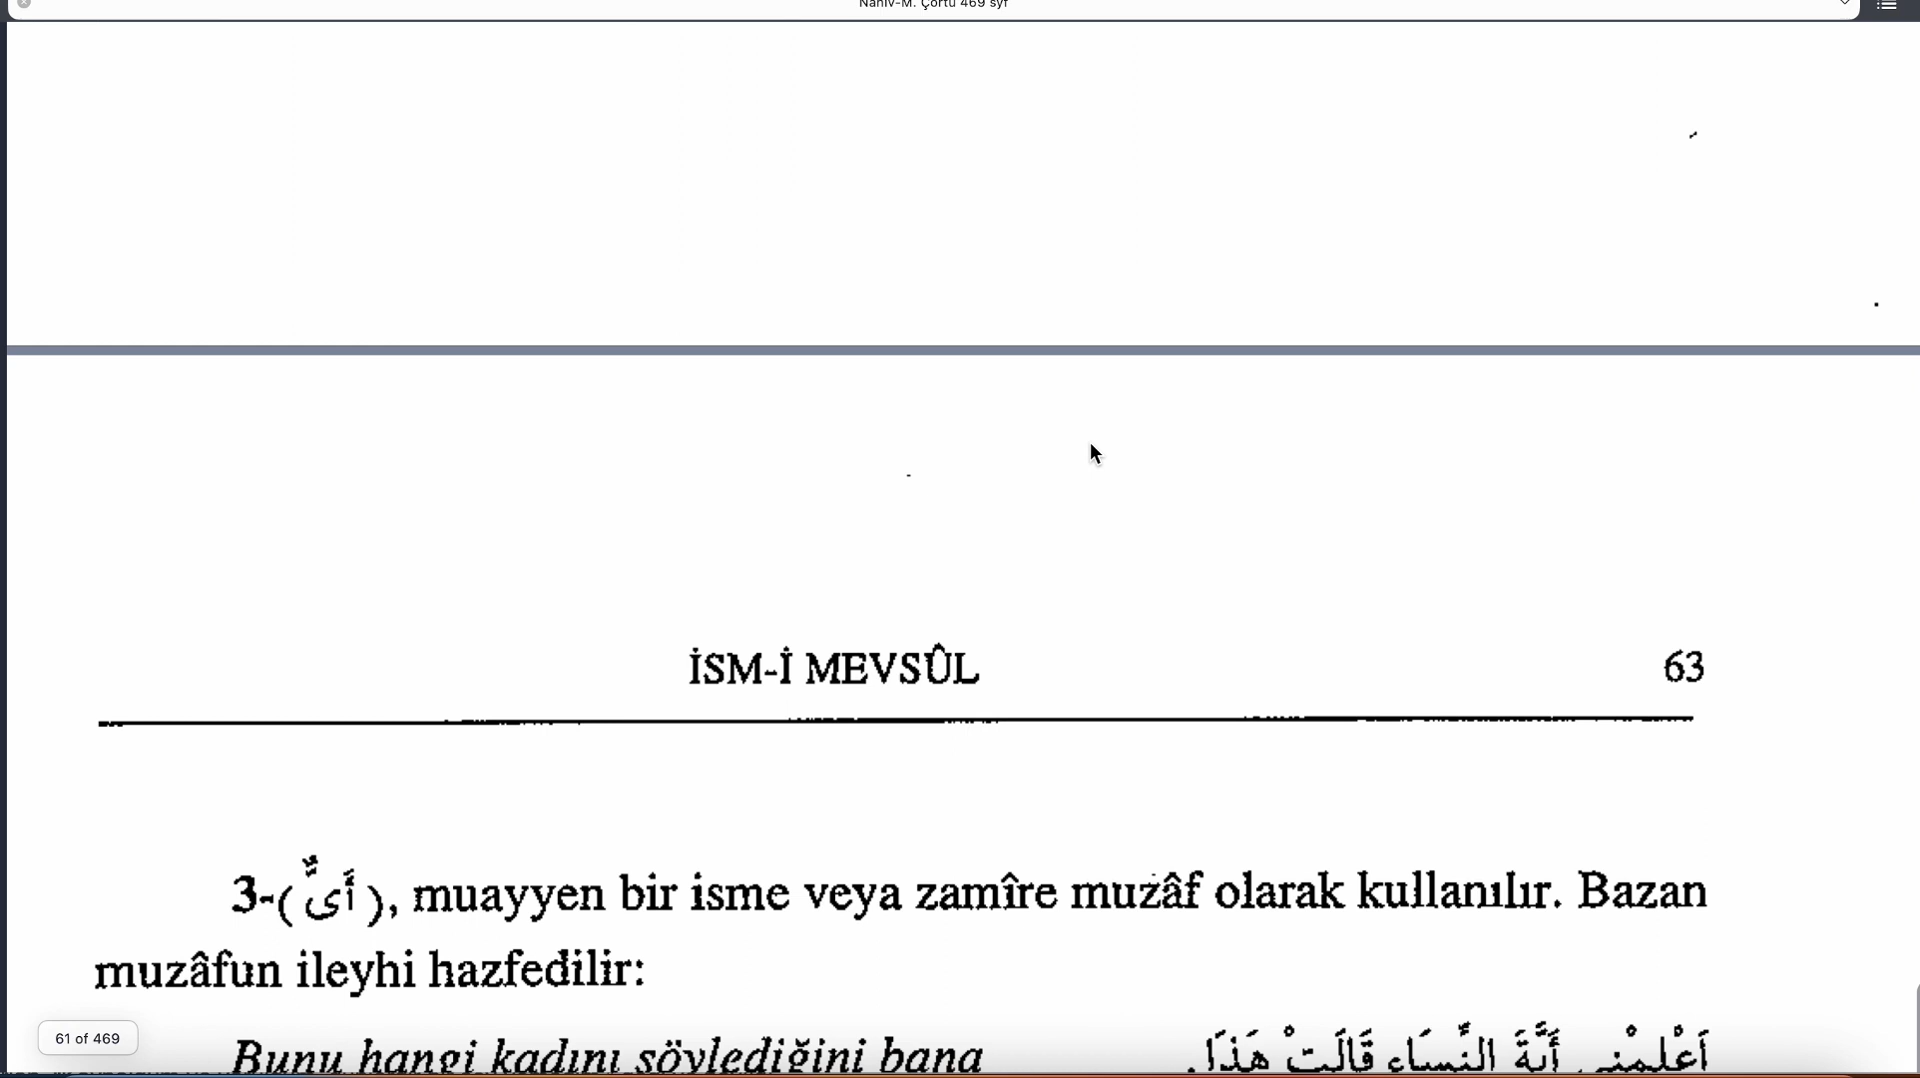 Nahiv-M. Çörtü 469 syf
İSM-İ MEVSÛL 63
3-( أَىٌّ ), muayyen bir isme veya zamîre muzâf olarak kullanılır. Bazan
muzâfun ileyhi hazfedilir:
61 of 469
Bunu hangi kadını söylediğini bana اَعْلِمْنِى أَيَّةَ النِّسَاءِ قَالَتْ هَذَا.